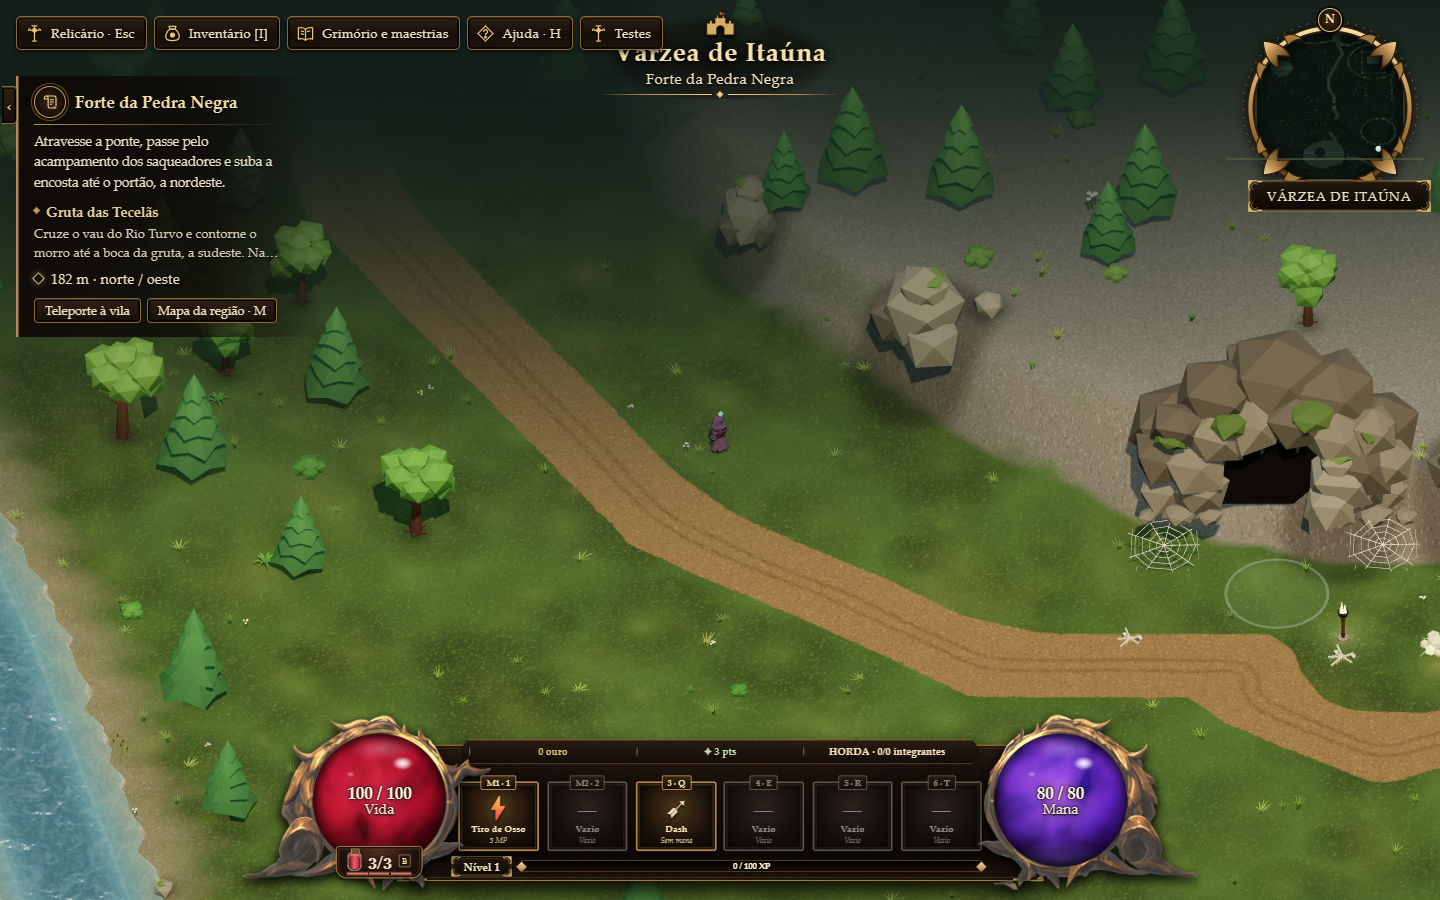 Relicário · Esc
Inventário [I]
Grimório e maestrias
Ajuda · H
Testes
Várzea de Itaúna
Forte da Pedra Negra
N
VÁRZEA DE ITAÚNA
‹
Forte da Pedra Negra
Atravesse a ponte, passe pelo
acampamento dos saqueadores e suba a
encosta até o portão, a nordeste.
Gruta das Tecelãs
Cruze o vau do Rio Turvo e contorne o
morro até a boca da gruta, a sudeste. Na...
182 m · norte / oeste
Teleporte à vila
Mapa da região · M
0 ouro
3 pts
HORDA · 0/0 integrantes
100 / 100
Vida
M1 · 1
Tiro de Osso
5 MP
M2 · 2
Vazio
Vazio
3 · Q
Dash
Sem mana
4 · E
Vazio
Vazio
5 · R
Vazio
Vazio
6 · T
Vazio
Vazio
80 / 80
Mana
3/3
B
Nível 1
0 / 100 XP